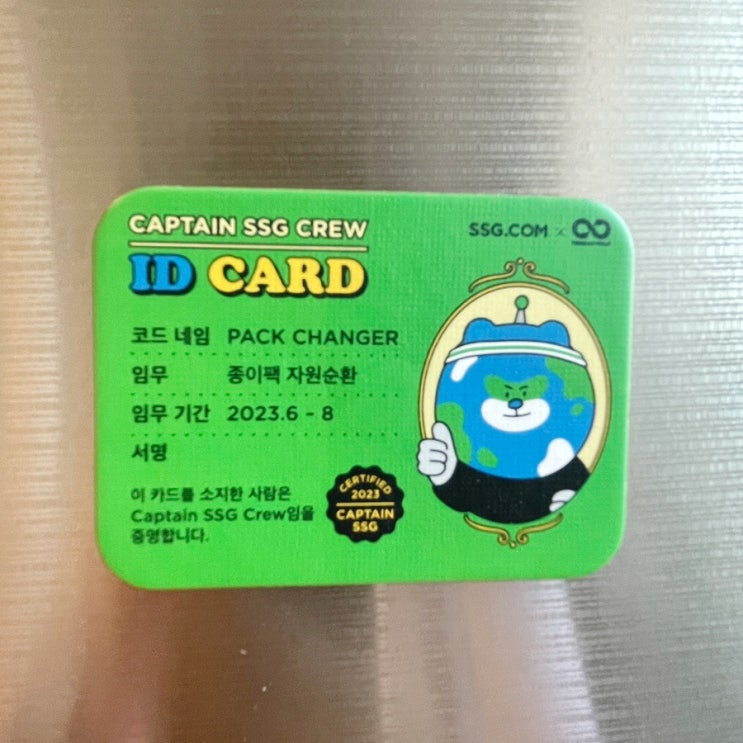 CAPTAIN SSG CREW
SSG.COM ×
ID CARD
코드 네임 PACK CHANGER
임무 종이팩 자원순환
임무 기간 2023.6 - 8
서명
이 카드를 소지한 사람은
Captain SSG Crew임을
증명합니다.
CERTIFIED
2023
CAPTAIN
SSG